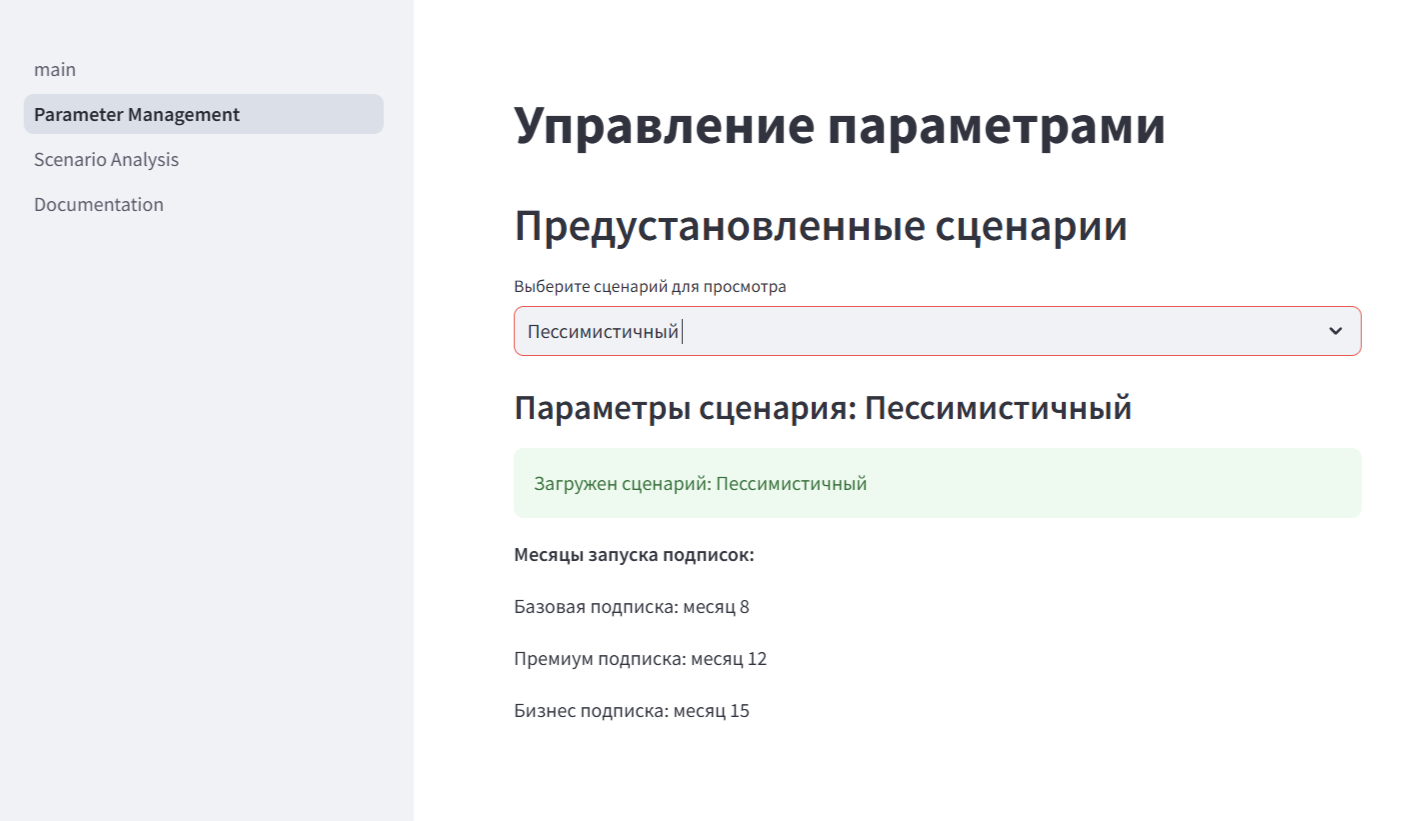 main
Parameter Management
Scenario Analysis
Documentation
Управление параметрами
Предустановленные сценарии
Выберите сценарий для просмотра
Пессимистичный
Параметры сценария: Пессимистичный
Загружен сценарий: Пессимистичный
Месяцы запуска подписок:
Базовая подписка: месяц 8
Премиум подписка: месяц 12
Бизнес подписка: месяц 15